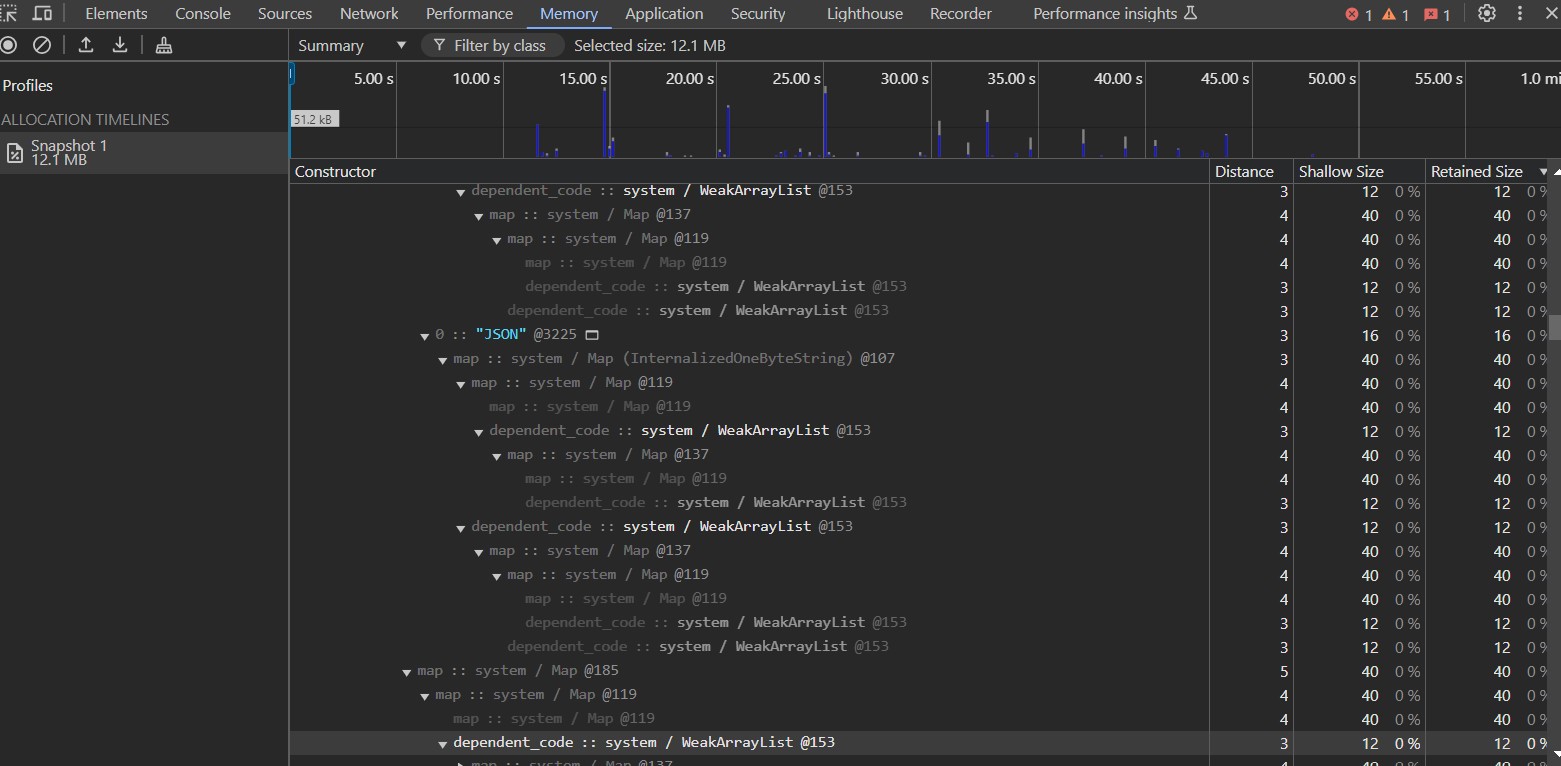 Elements Console Sources Network Performance Memory Application Security Lighthouse Recorder Performance insights 1 1 1
Summary Filter by class Selected size: 12.1 MB
Profiles
ALLOCATION TIMELINES
Snapshot 1
12.1 MB
5.00 s 10.00 s 15.00 s 20.00 s 25.00 s 30.00 s 35.00 s 40.00 s 45.00 s 50.00 s 55.00 s 1.0 mi
51.2 kB
Constructor Distance Shallow Size Retained Size
dependent_code :: system / WeakArrayList @153 3 12 0 % 12 0 %
map :: system / Map @137 4 40 0 % 40 0 %
map :: system / Map @119 4 40 0 % 40 0 %
map :: system / Map @119 4 40 0 % 40 0 %
dependent_code :: system / WeakArrayList @153 3 12 0 % 12 0 %
dependent_code :: system / WeakArrayList @153 3 12 0 % 12 0 %
0 :: "JSON" @3225 3 16 0 % 16 0 %
map :: system / Map (InternalizedOneByteString) @107 3 40 0 % 40 0 %
map :: system / Map @119 4 40 0 % 40 0 %
map :: system / Map @119 4 40 0 % 40 0 %
dependent_code :: system / WeakArrayList @153 3 12 0 % 12 0 %
map :: system / Map @137 4 40 0 % 40 0 %
map :: system / Map @119 4 40 0 % 40 0 %
dependent_code :: system / WeakArrayList @153 3 12 0 % 12 0 %
dependent_code :: system / WeakArrayList @153 3 12 0 % 12 0 %
map :: system / Map @137 4 40 0 % 40 0 %
map :: system / Map @119 4 40 0 % 40 0 %
map :: system / Map @119 4 40 0 % 40 0 %
dependent_code :: system / WeakArrayList @153 3 12 0 % 12 0 %
dependent_code :: system / WeakArrayList @153 3 12 0 % 12 0 %
map :: system / Map @185 5 40 0 % 40 0 %
map :: system / Map @119 4 40 0 % 40 0 %
map :: system / Map @119 4 40 0 % 40 0 %
dependent_code :: system / WeakArrayList @153 3 12 0 % 12 0 %
map :: system / Map @137 4 40 0 % 40 0 %